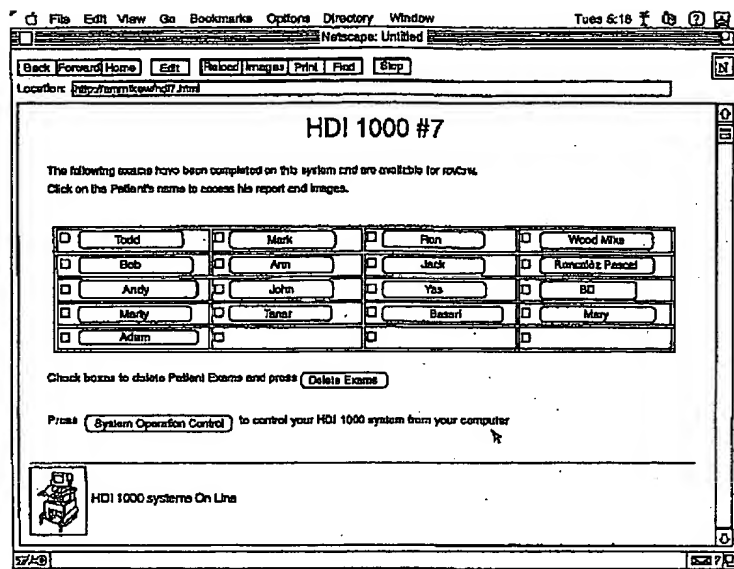 File Edit View Go Bookmarks Options Directory Window Tues 5:18
Netscape: Untitled
Back Forward Home Edit Reload Images Print Find Stop N
Location:
HDI 1000 #7
The following exams have been completed on this system and are available for review.
Click on the Patient's name to access his report and images.
Todd Mark Ron Wood Mike
Bob Ann Jack Pascal
Andy John Yas
Marty Tanar Basari Mary
Adam
Check boxes to delete Patient Exams and press Delete Exams
Press System Operation Control to control your HDI 1000 system from your computer
HDI 1000 systems On Line